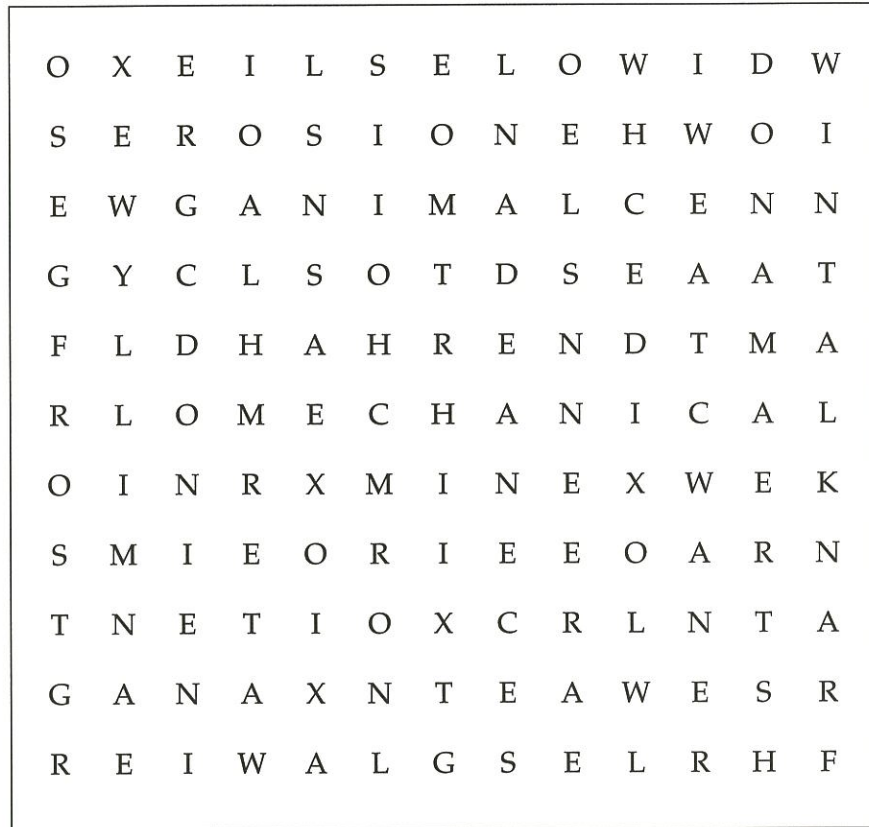 O X E I L S E L O W I D W
S E R O S I O N E H W O I
E W G A N I M A L C E N N
G Y C L S O T D S E A A T
F L D H A H R E N D T M A
R L O M E C H A N I C A L
O I N R X M I N E X W E K
S M I E O R I E E O A R N
T N E T I O X C R L N T A
G A N A X N T E A W E S R
R E I W A L G S E L R H F